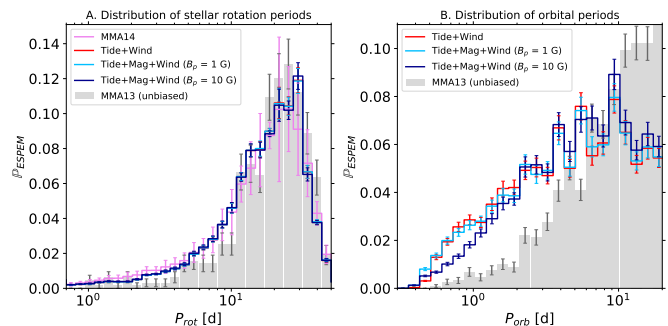 A. Distribution of stellar rotation periods
MMA14
Tide+Wind
Tide+Mag+Wind (Bp = 1 G)
Tide+Mag+Wind (Bp = 10 G)
MMA13 (unbiased)
0.14
0.12
0.10
0.08
0.06
0.04
0.02
0.00
ℙESPEM
10⁰
10¹
Prot [d]
B. Distribution of orbital periods
Tide+Wind
Tide+Mag+Wind (Bp = 1 G)
Tide+Mag+Wind (Bp = 10 G)
MMA13 (unbiased)
0.10
0.08
0.06
0.04
0.02
0.00
ℙESPEM
10⁰
10¹
Porb [d]